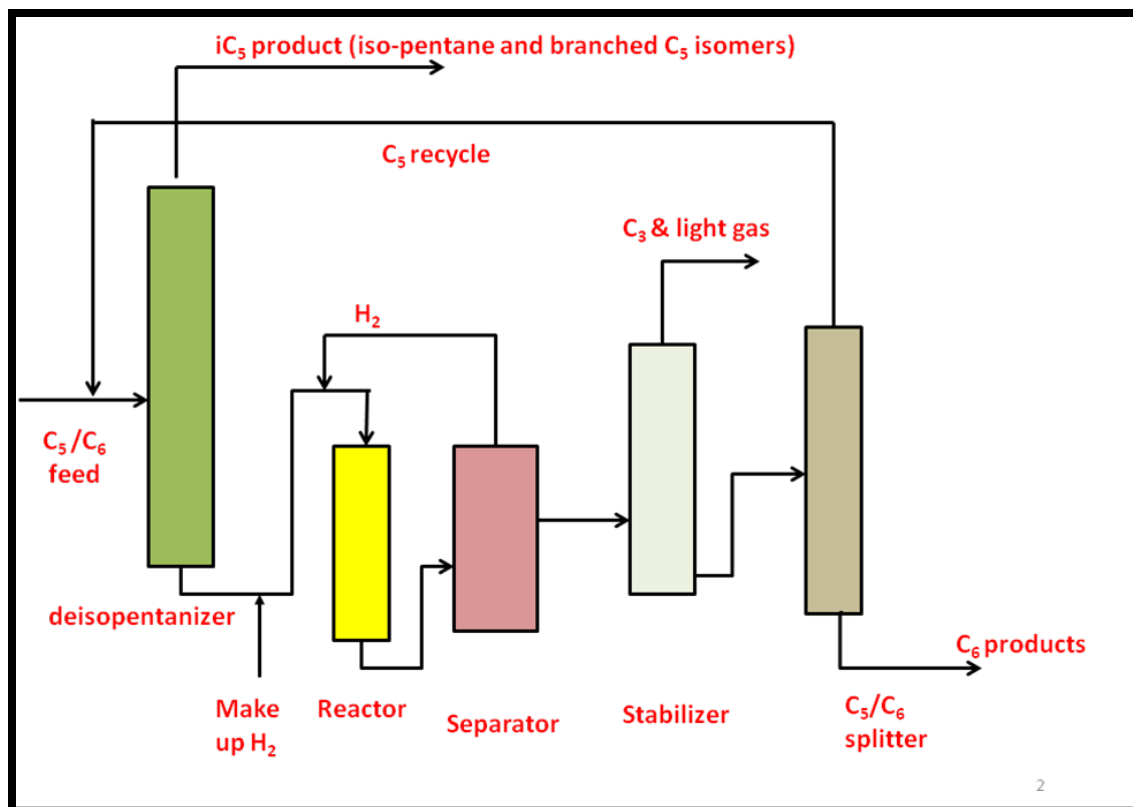 iC₅ product (iso-pentane and branched C₅ isomers)
C₅ recycle
C₃ & light gas
H₂
C₅/C₆
feed
deisopentanizer
Make
up H₂
Reactor
Separator
Stabilizer
C₆ products
C₅/C₆
splitter
2